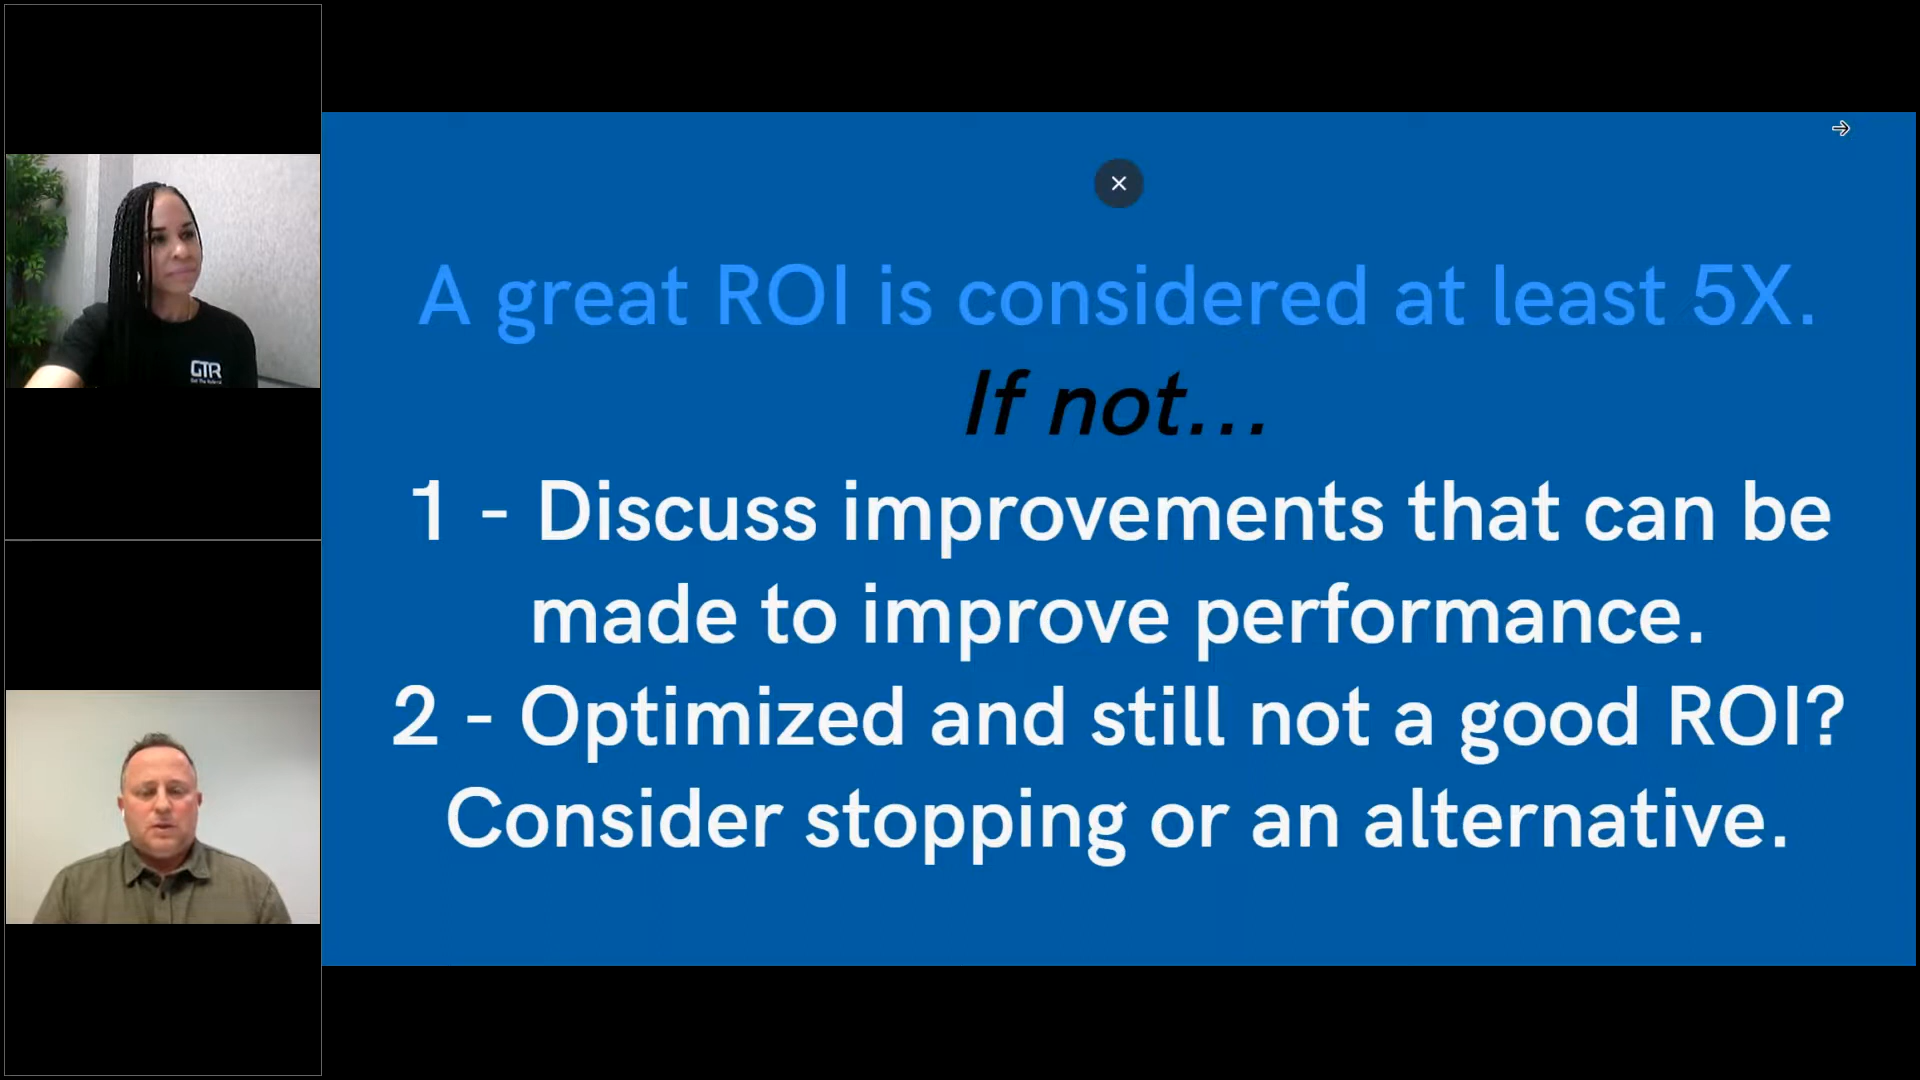 GTR
A great ROI is considered at least 5X.
If not...
1 - Discuss improvements that can be
made to improve performance.
2 - Optimized and still not a good ROI?
Consider stopping or an alternative.